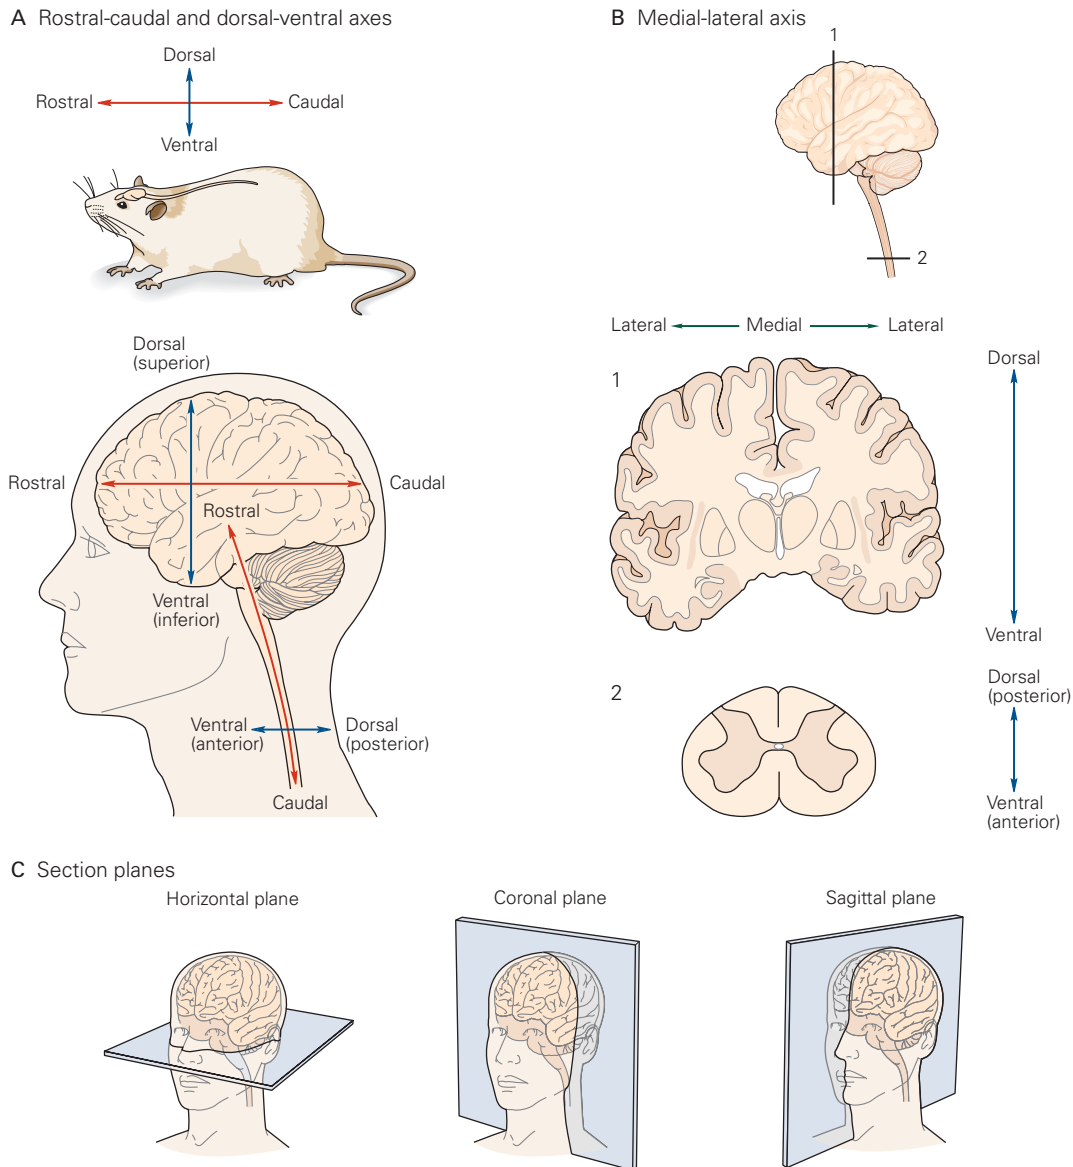 A Rostral-caudal and dorsal-ventral axes
Dorsal
Rostral
Caudal
Ventral
Dorsal
(superior)
Rostral
Caudal
Rostral
Ventral
(inferior)
Ventral
(anterior)
Dorsal
(posterior)
Caudal
B Medial-lateral axis
1
2
Lateral
Medial
Lateral
1
Dorsal
Ventral
2
Dorsal
(posterior)
Ventral
(anterior)
C Section planes
Horizontal plane
Coronal plane
Sagittal plane